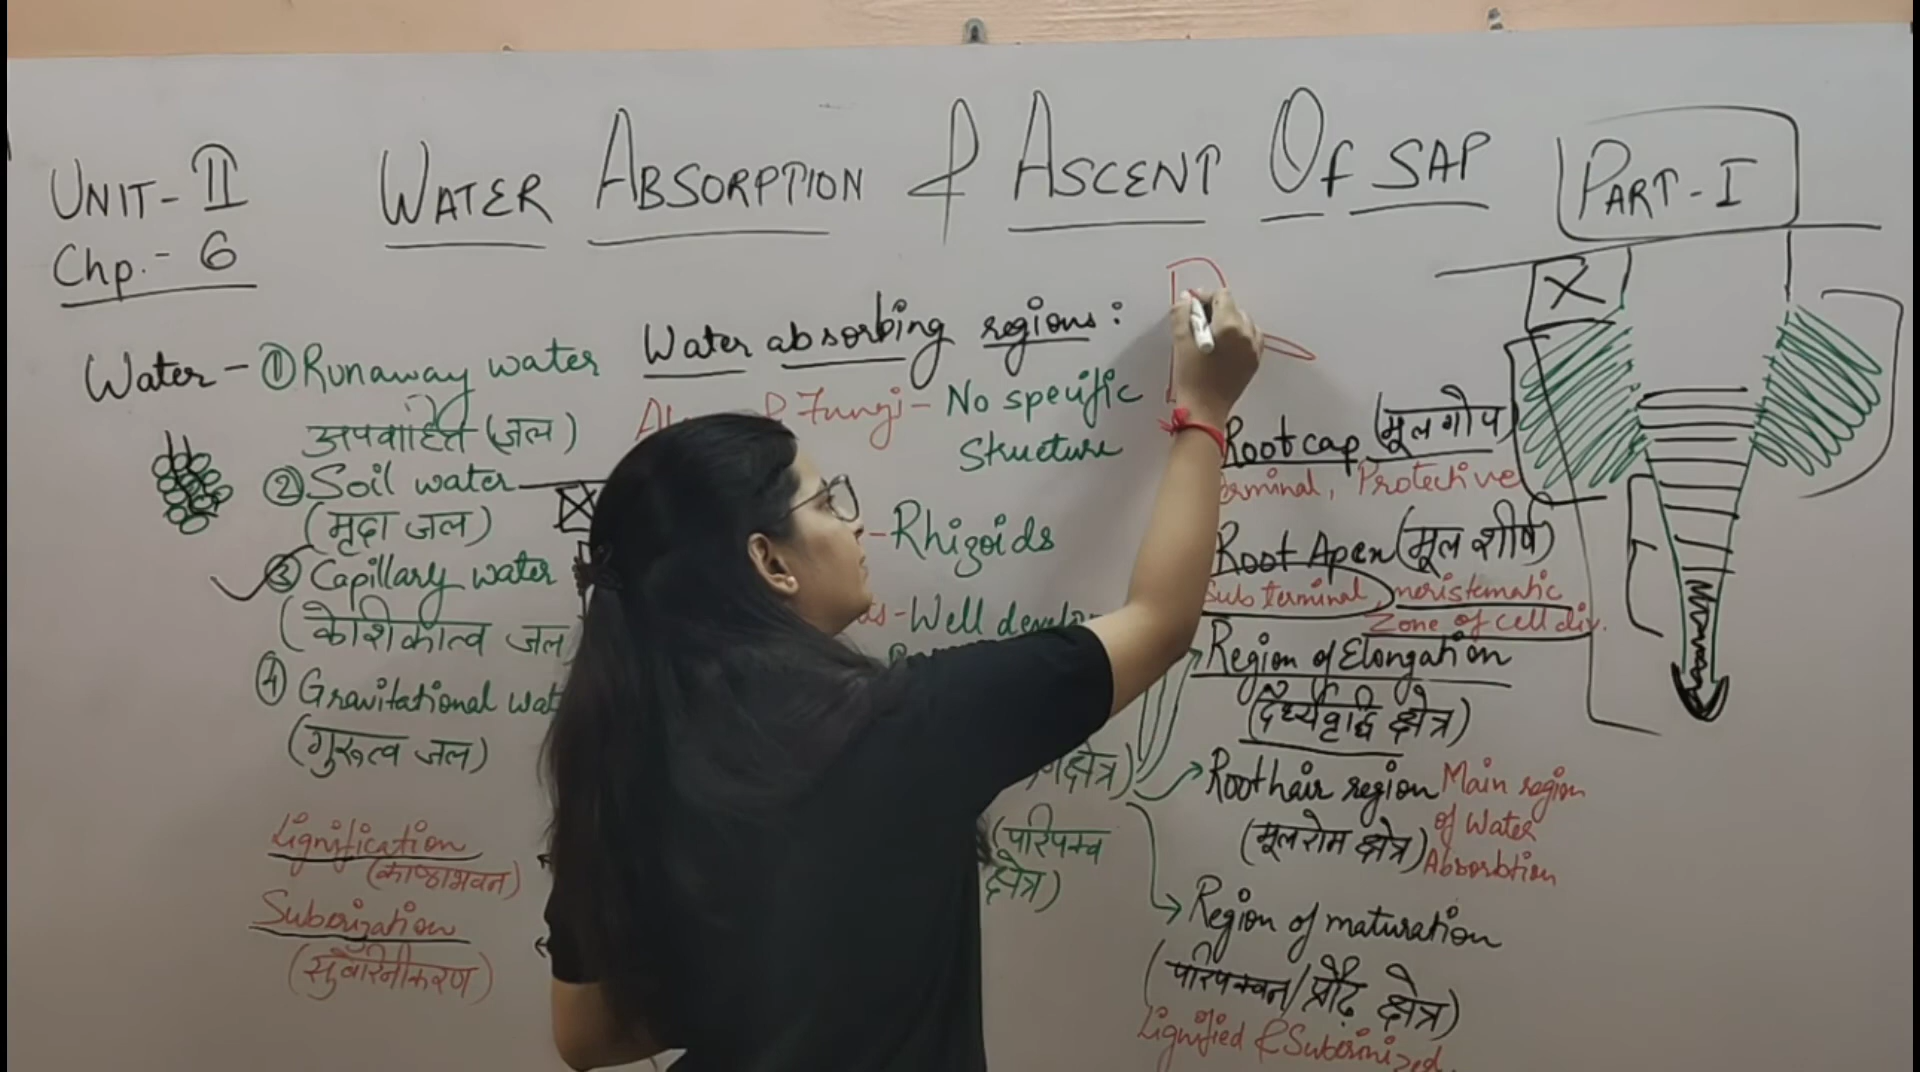 UNIT-II
Chp.- 6
WATER ABSORPTION & ASCENT Of SAP
PART-I
Water - ① Runaway water
अपवाहित (जल)
② Soil water
(मृदा जल)
③ Capillary water
(केशिकात्व जल
④ Gravitational wat
(गुरुत्व जल)
Lignification
(काष्ठाभवन)
Suberization
(सुबेरिनीकरण)
Water absorbing regions:
Fungi - No specific
Structure
- Rhizoids
- Well develo
क्षेत्र)
(परिपक्व
क्षेत्र)
Root cap (मूल गोप)
erminal, Protective
Root Apex (मूल शीर्ष)
Sub terminal, meristematic
Zone of cell div.
Region of Elongation
(दैर्ध्यवृद्धि क्षेत्र)
Root hair region Main region
of Water
(मूलरोम क्षेत्र) Absorbtion
Region of maturation
(परिपक्वन/प्रौढ़ क्षेत्र)
Lignified & Suberinized